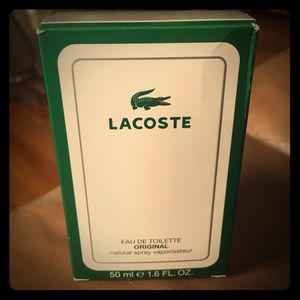 LACOSTE
EAU DE TOILETTE
ORIGINAL
natural spray vaporisateur
50 ml ℮ 1.6 FL. OZ.